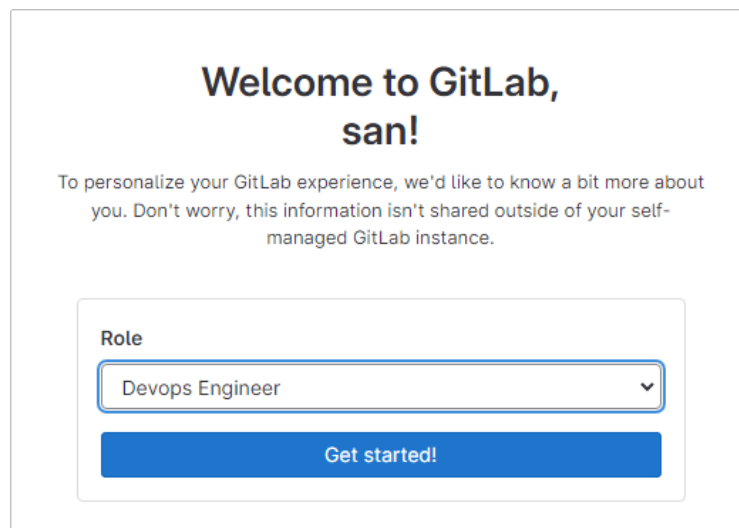 Welcome to GitLab,
san!
To personalize your GitLab experience, we'd like to know a bit more about
you. Don't worry, this information isn't shared outside of your self-
managed GitLab instance.
Role
Devops Engineer
Get started!